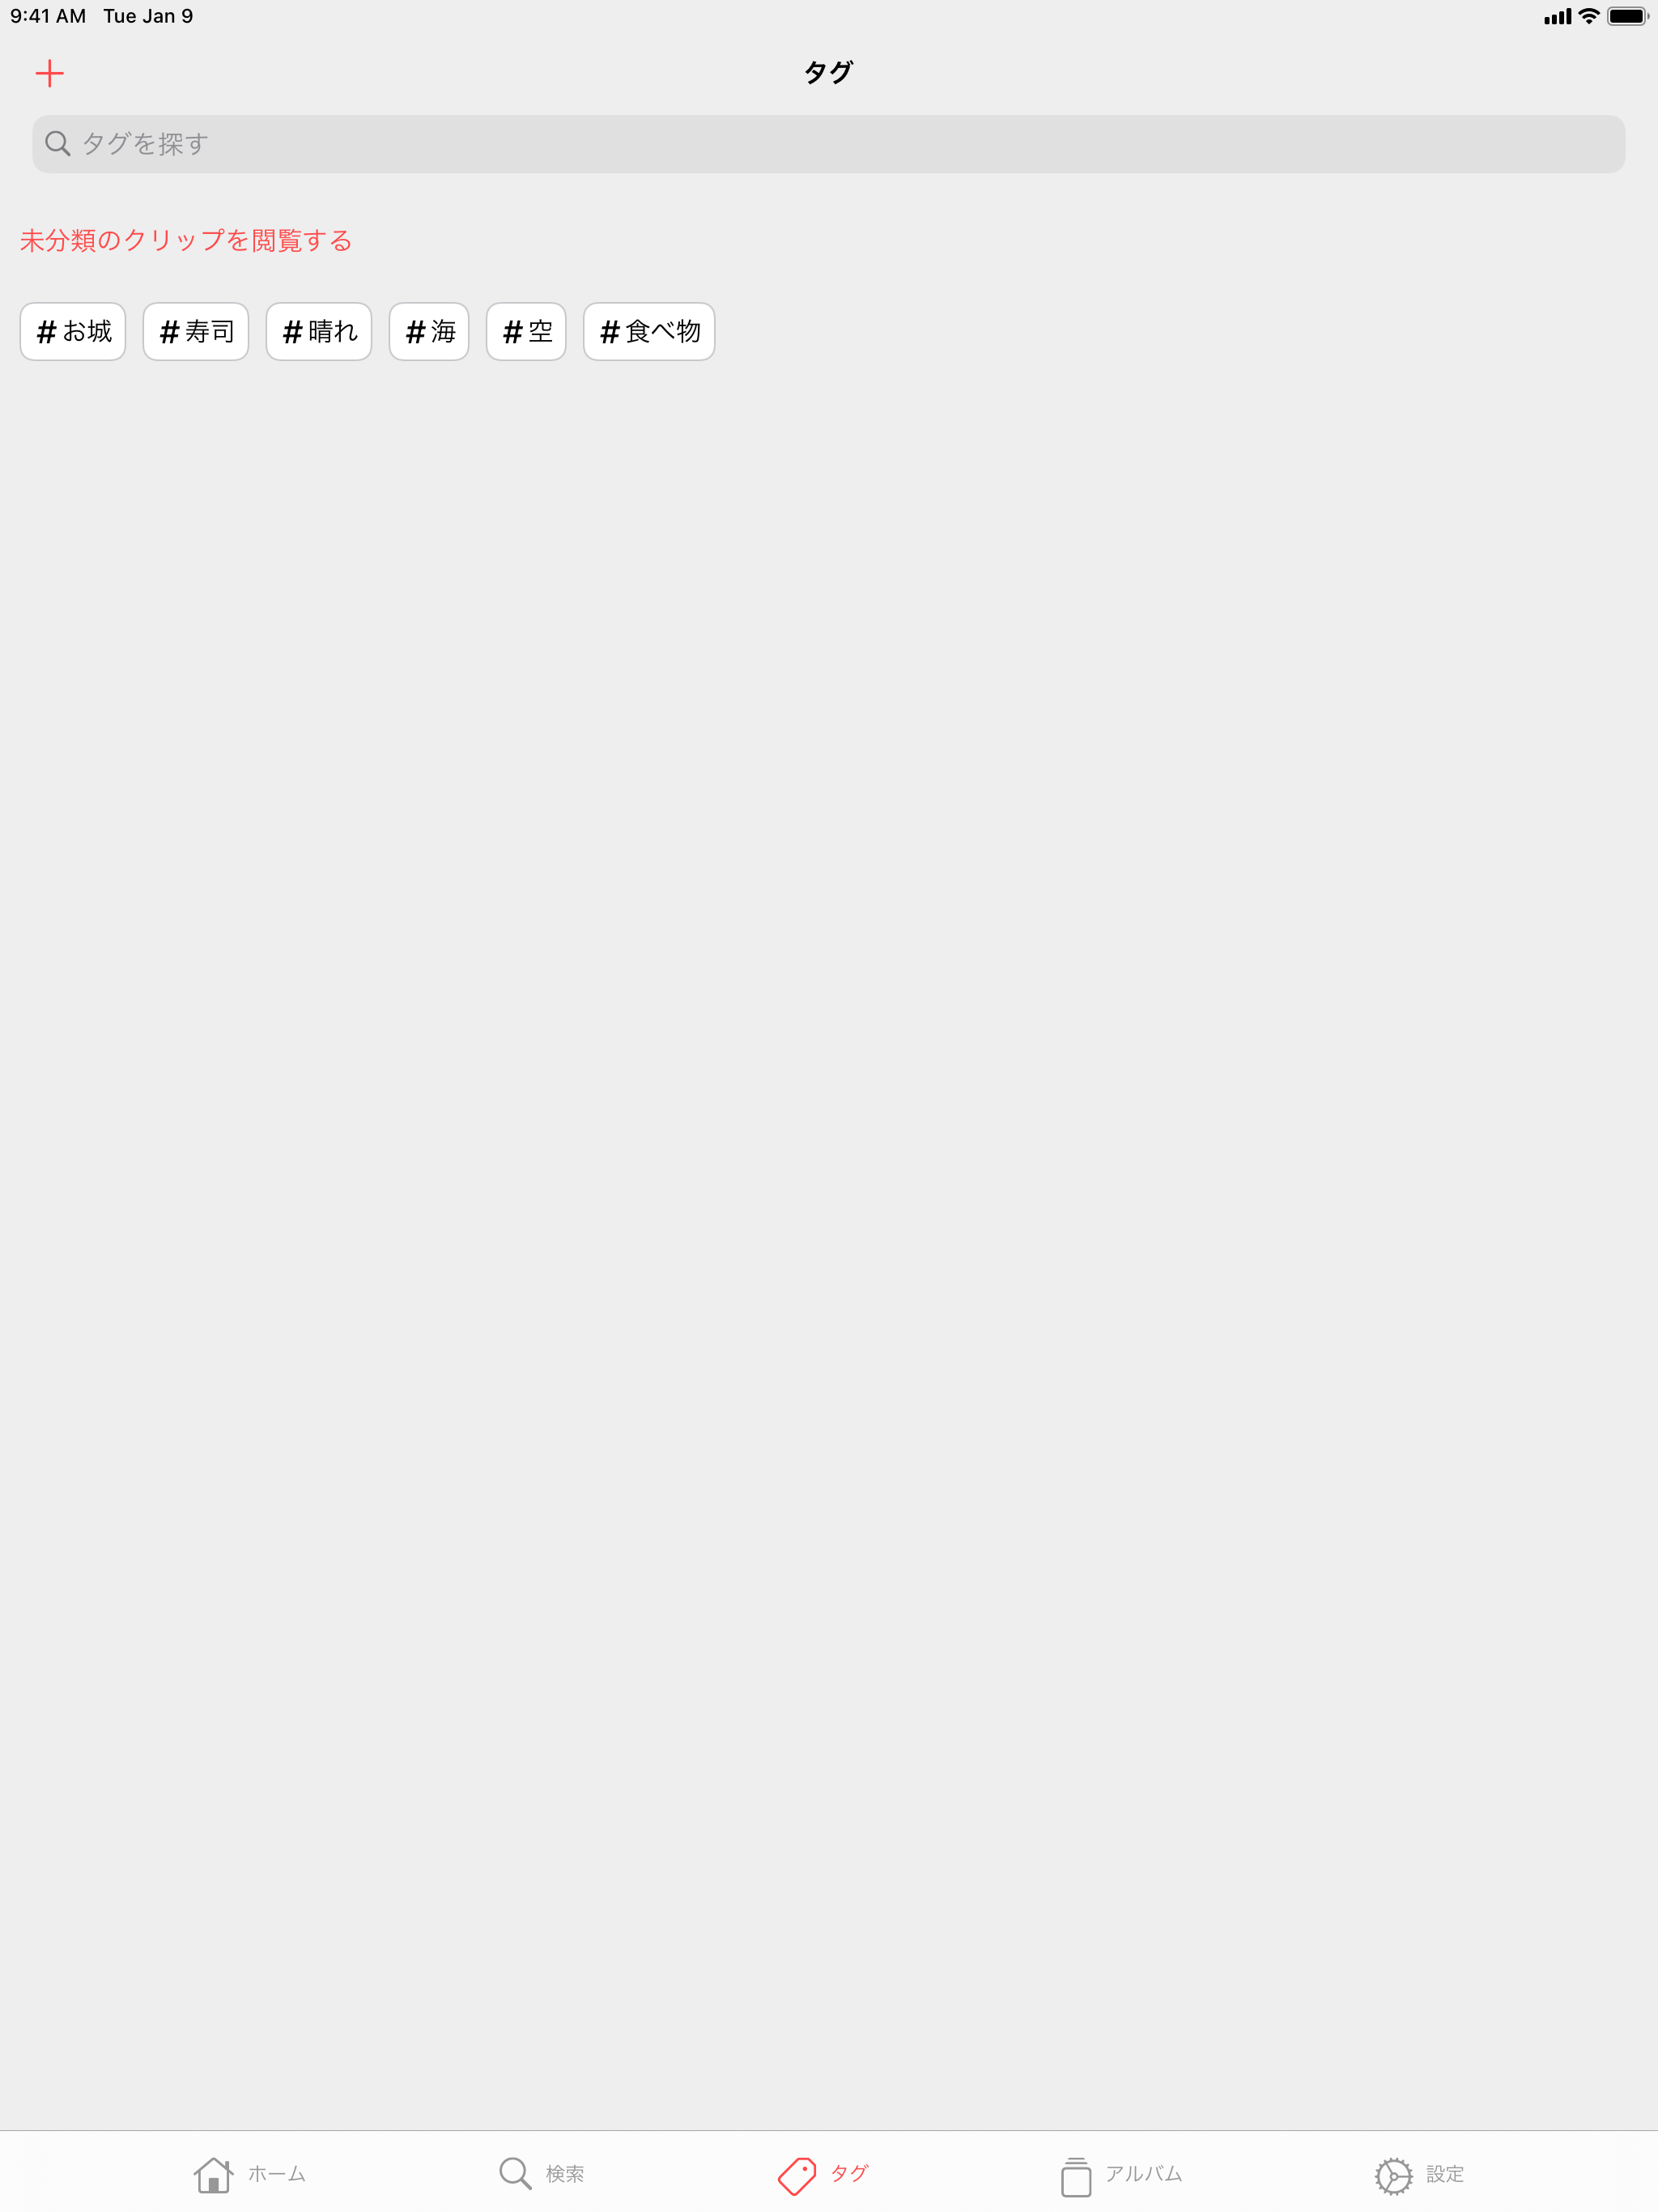 9:41 AM Tue Jan 9
タグ
タグを探す
未分類のクリップを閲覧する
#お城 #寿司 #晴れ #海 #空 #食べ物
ホーム 検索 タグ アルバム 設定